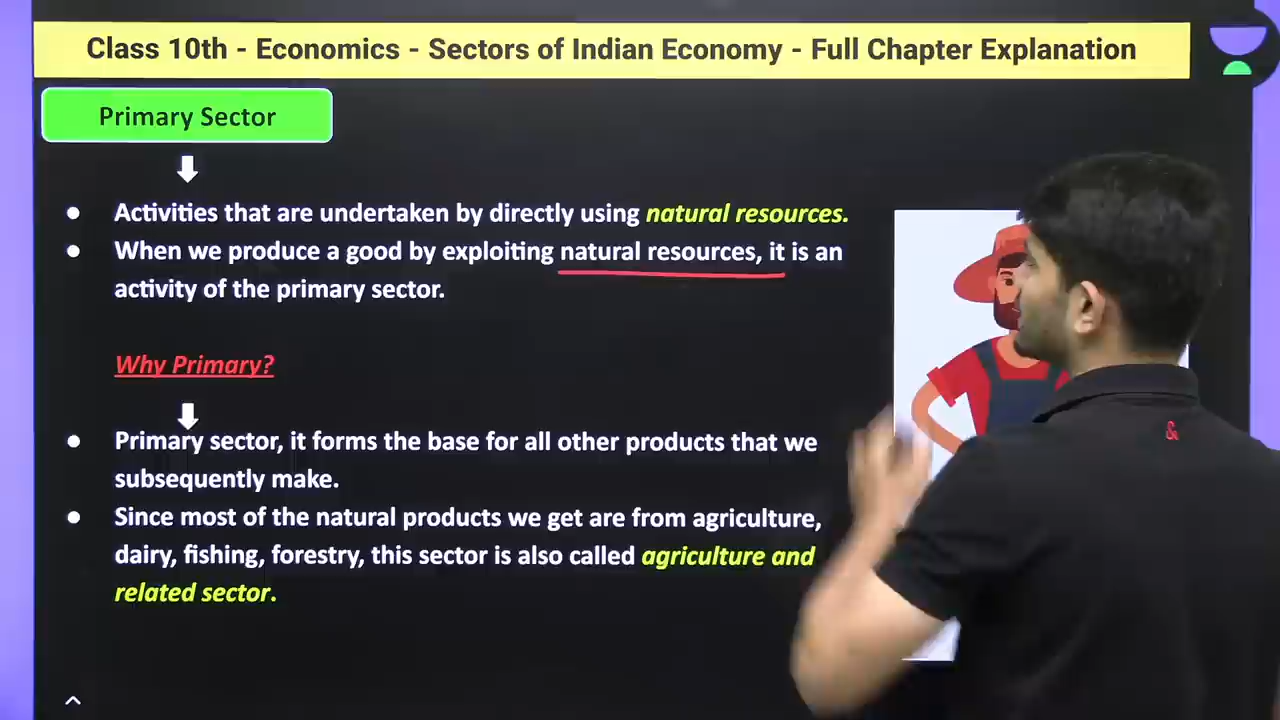 Class 10th - Economics - Sectors of Indian Economy - Full Chapter Explanation
Primary Sector
● Activities that are undertaken by directly using natural resources.
● When we produce a good by exploiting natural resources, it is an
activity of the primary sector.
Why Primary?
● Primary sector, it forms the base for all other products that we
subsequently make.
● Since most of the natural products we get are from agriculture,
dairy, fishing, forestry, this sector is also called agriculture and
related sector.
&